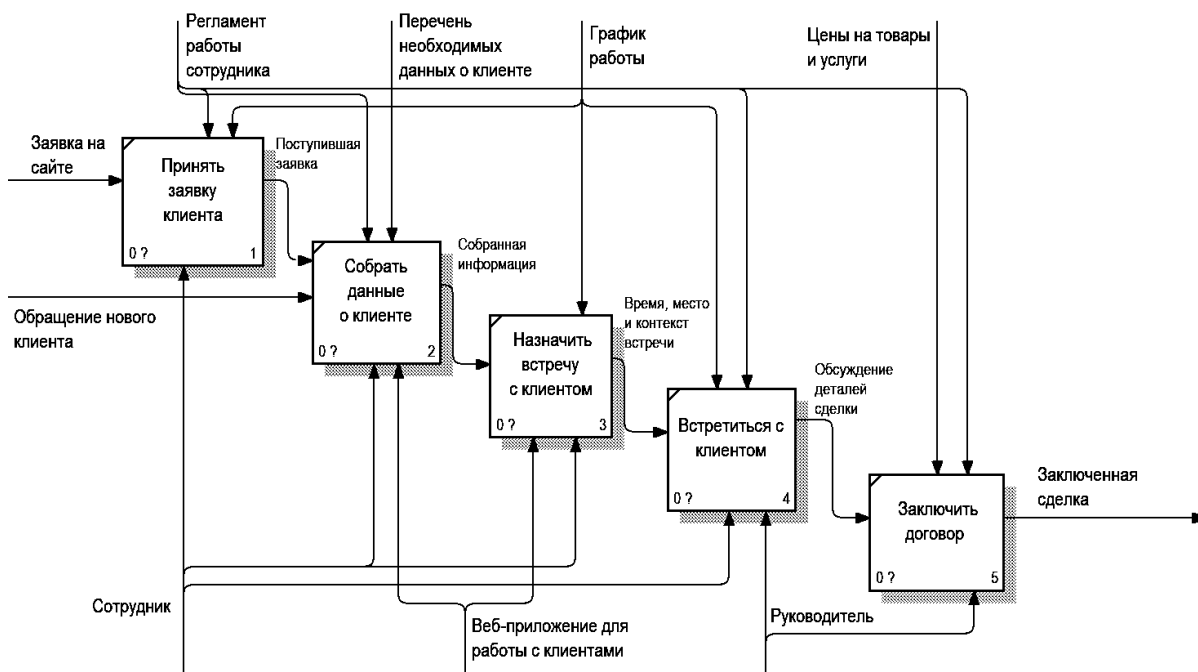 Регламент
работы
сотрудника
Перечень
необходимых
данных о клиенте
График
работы
Цены на товары
и услуги
Заявка на
сайте
Принять
заявку
клиента
0 ?
1
Поступившая
заявка
Обращение нового
клиента
Собрать
данные
о клиенте
0 ?
2
Собранная
информация
Назначить
встречу
с клиентом
0 ?
3
Время, место
и контекст
встречи
Встретиться с
клиентом
0 ?
4
Обсуждение
деталей
сделки
Заключить
договор
0 ?
5
Заключенная
сделка
Сотрудник
Веб-приложение для
работы с клиентами
Руководитель